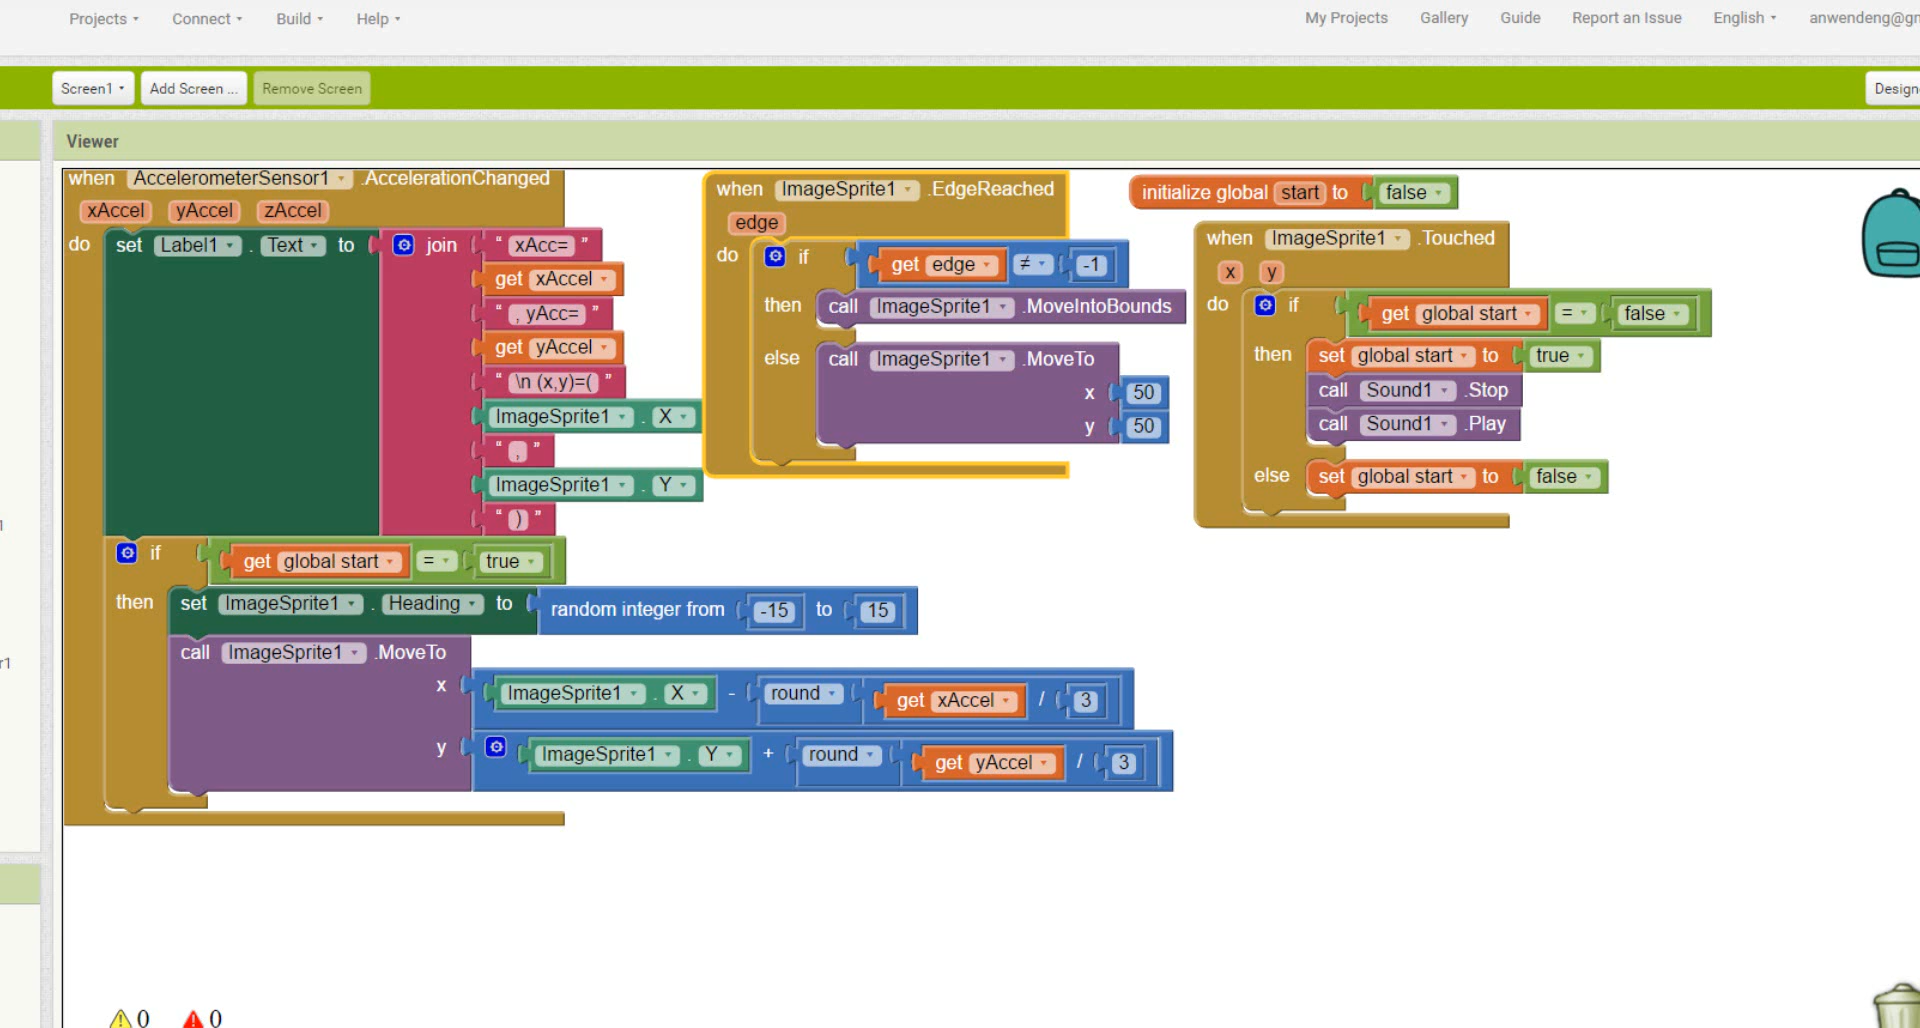 Projects Connect Build Help My Projects Gallery Guide Report an Issue English anwendeng@gm
Screen1 Add Screen ... Remove Screen Design
Viewer
when AccelerometerSensor1 .AccelerationChanged
xAccel yAccel zAccel
do set Label1 . Text to join " xAcc= "
get xAccel
" , yAcc= "
get yAccel
" \n (x,y)=( "
ImageSprite1 . X
" , "
ImageSprite1 . Y
" ) "
if get global start = true
then set ImageSprite1 . Heading to random integer from -15 to 15
call ImageSprite1 .MoveTo
x ImageSprite1 . X - round get xAccel / 3
y ImageSprite1 . Y + round get yAccel / 3
when ImageSprite1 .EdgeReached
edge
do if get edge ≠ -1
then call ImageSprite1 .MoveIntoBounds
else call ImageSprite1 .MoveTo
x 50
y 50
initialize global start to false
when ImageSprite1 .Touched
x y
do if get global start = false
then set global start to true
call Sound1 .Stop
call Sound1 .Play
else set global start to false
1
r1
0 0